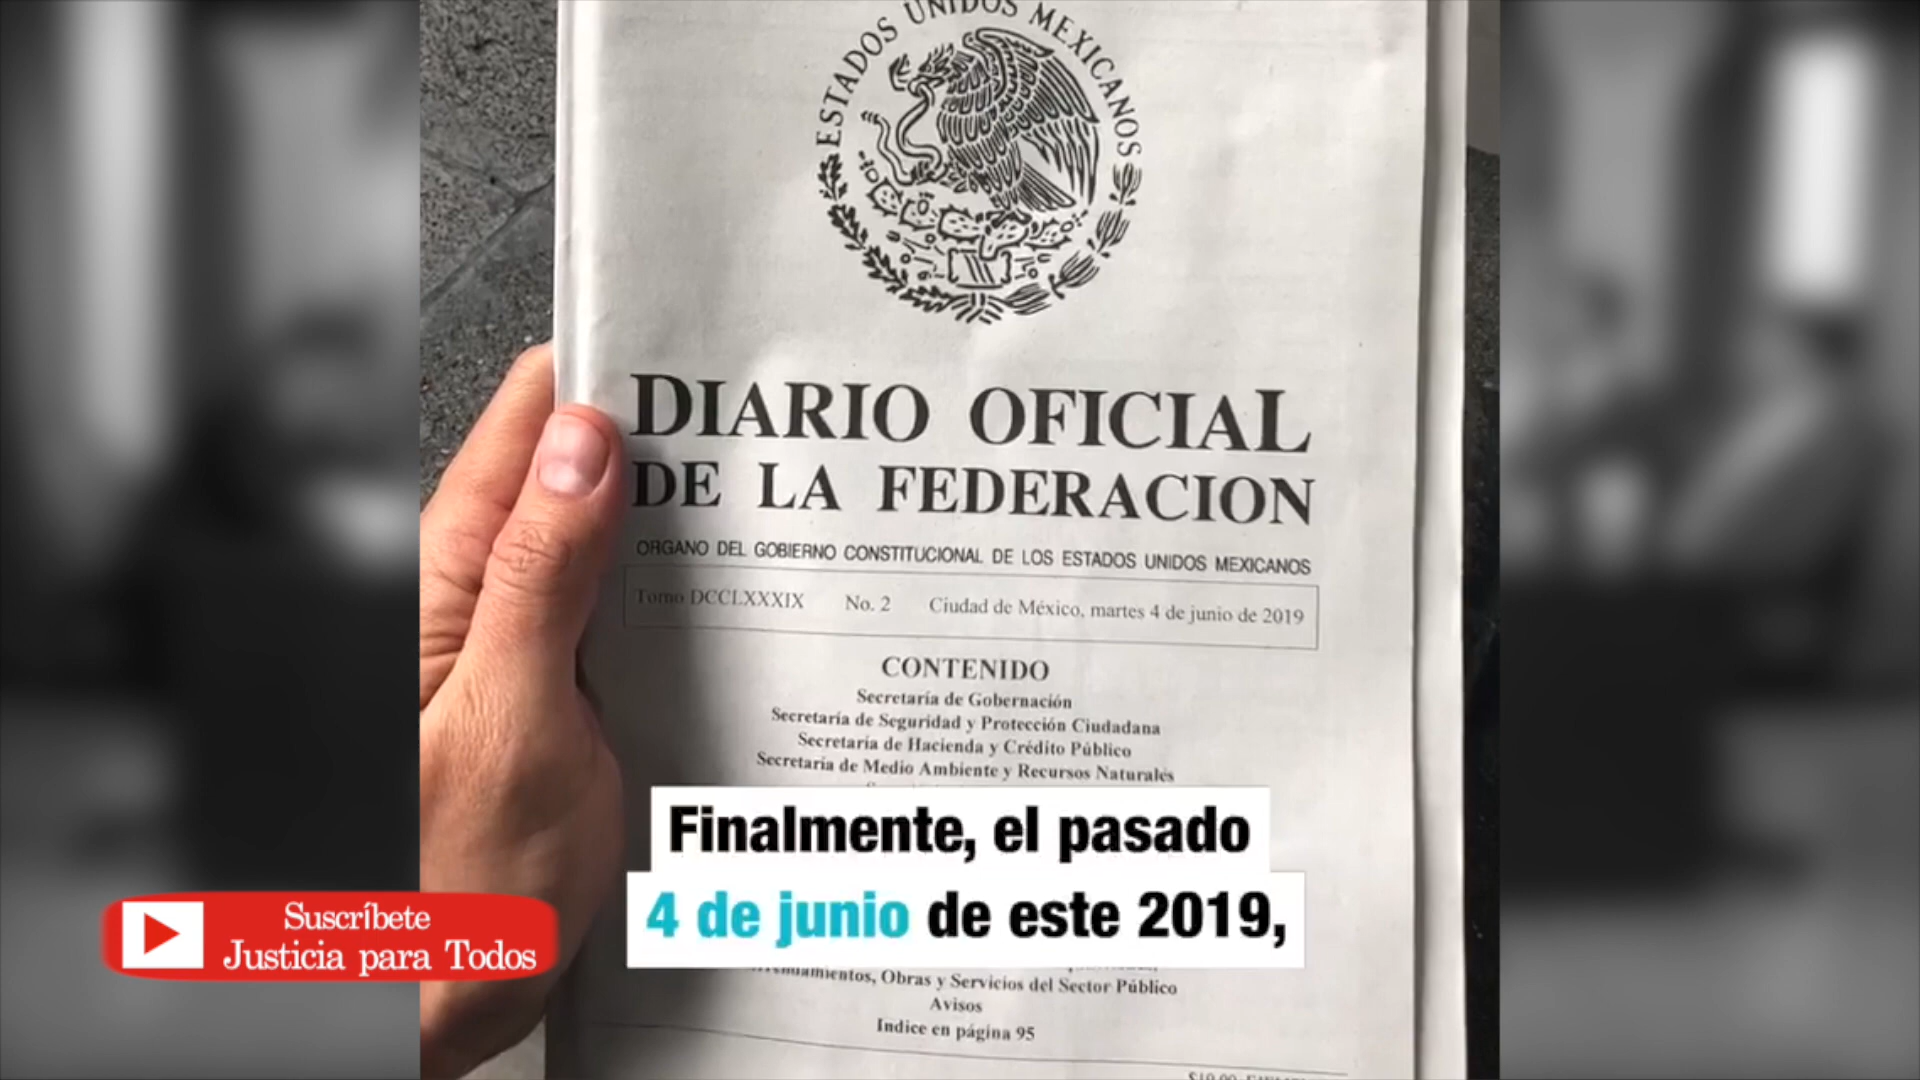 ESTADOS UNIDOS MEXICANOS
DIARIO OFICIAL
DE LA FEDERACION
ORGANO DEL GOBIERNO CONSTITUCIONAL DE LOS ESTADOS UNIDOS MEXICANOS
Tomo DCCLXXXIX No. 2 Ciudad de México, martes 4 de junio de 2019
CONTENIDO
Secretaría de Gobernación
Secretaría de Seguridad y Protección Ciudadana
Secretaría de Hacienda y Crédito Público
Secretaría de Medio Ambiente y Recursos Naturales
Finalmente, el pasado
4 de junio de este 2019,
Suscríbete
Justicia para Todos
Obras y Servicios del Sector Público
Avisos
Indice en página 95